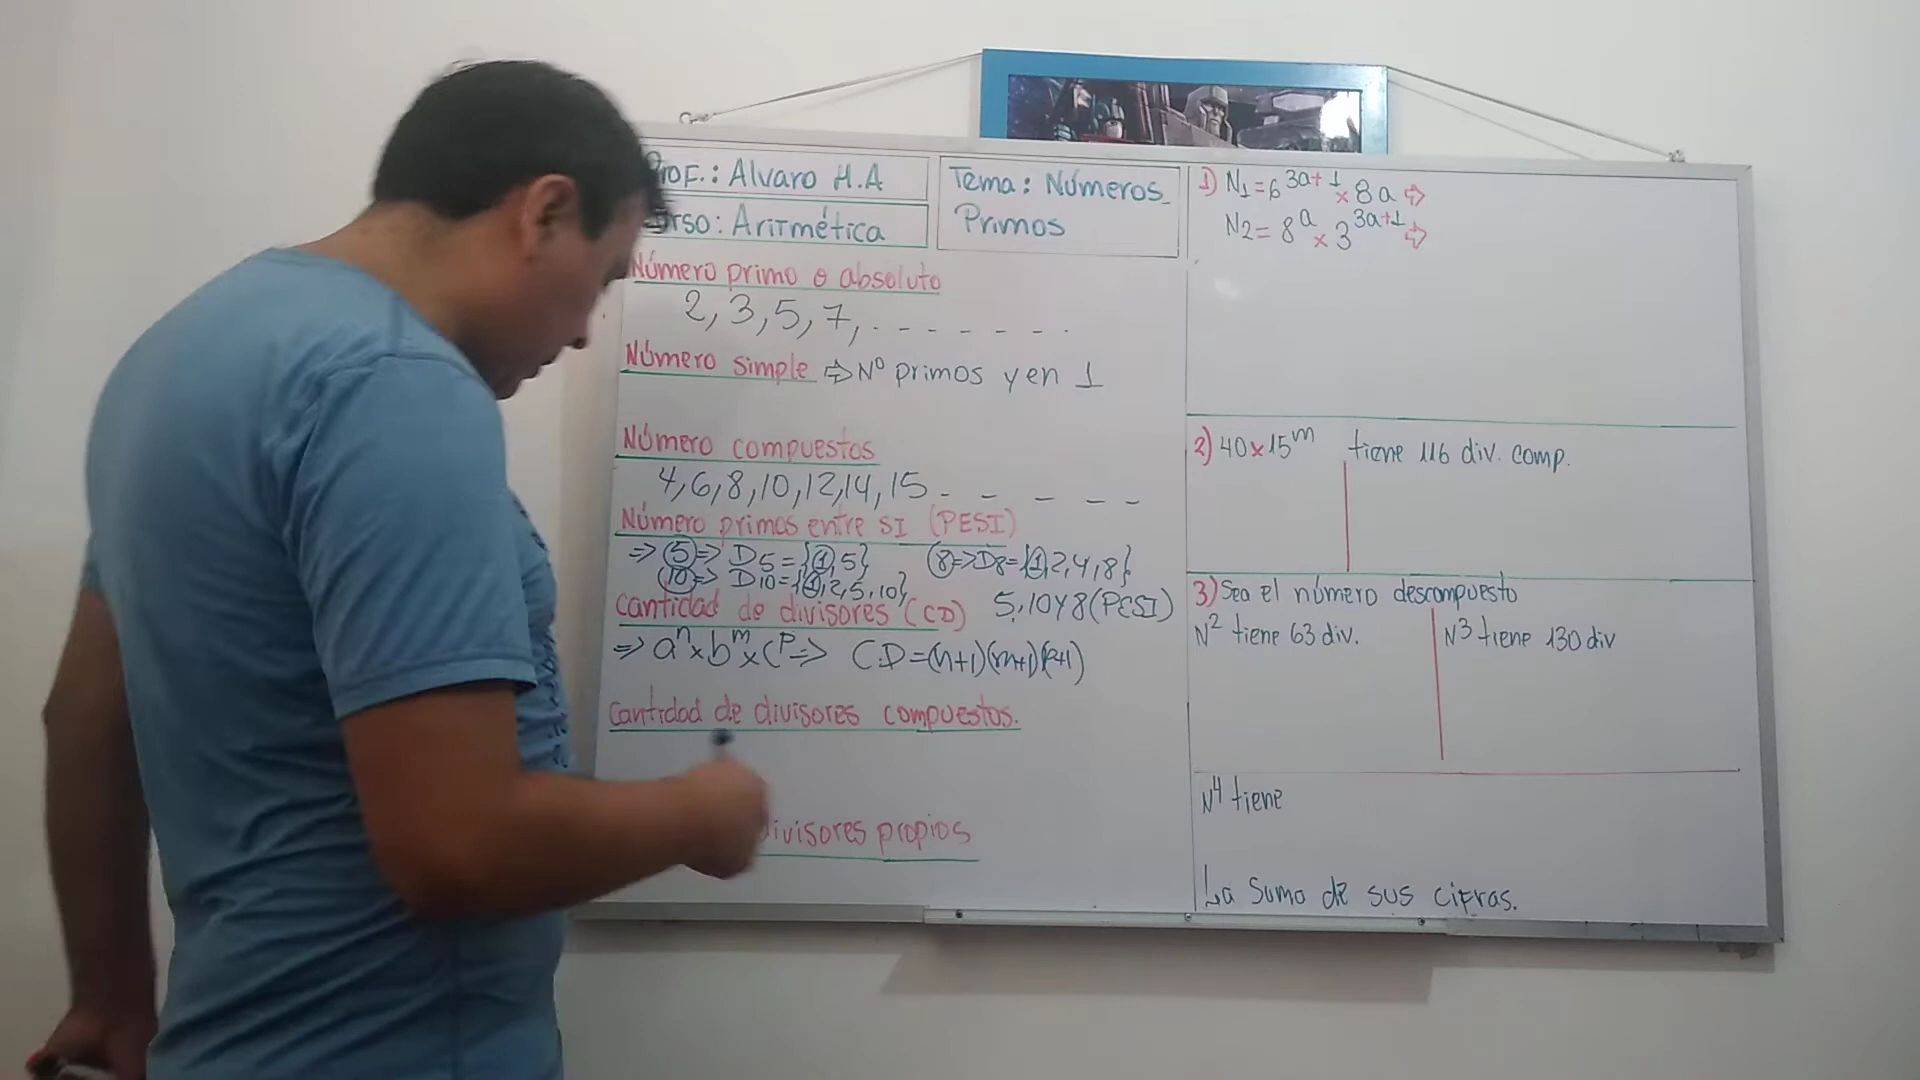 Prof.: Alvaro H.A
Curso: Aritmética
Tema: Números
Primos
Número primo o absoluto
2, 3, 5, 7, . - - - - - - .
Número simple ⇒ Nº primos y en 1
Número compuestos
4, 6, 8, 10, 12, 14, 15 - - - - -
Número primos entre SI (PESI)
⇒ 5 ⇒ D5 = {1, 5} 8 ⇒ D8 = {1, 2, 4, 8}
10 ⇒ D10 = {1, 2, 5, 10}
5, 10 y 8 (PESI)
cantidad de divisores (CD)
⇒ a^n x b^m x c^p ⇒ CD = (n+1)(m+1)(p+1)
Cantidad de divisores compuestos.
divisores propios
1) N1 = 6^3a+1 x 8a ⇒
N2 = 8^a x 3^3a+1 ⇒
2) 40 x 15^m tiene 116 div. comp.
3) Sea el número descompuesto
N^2 tiene 63 div. N^3 tiene 130 div
N^4 tiene
La Suma de sus cifras.